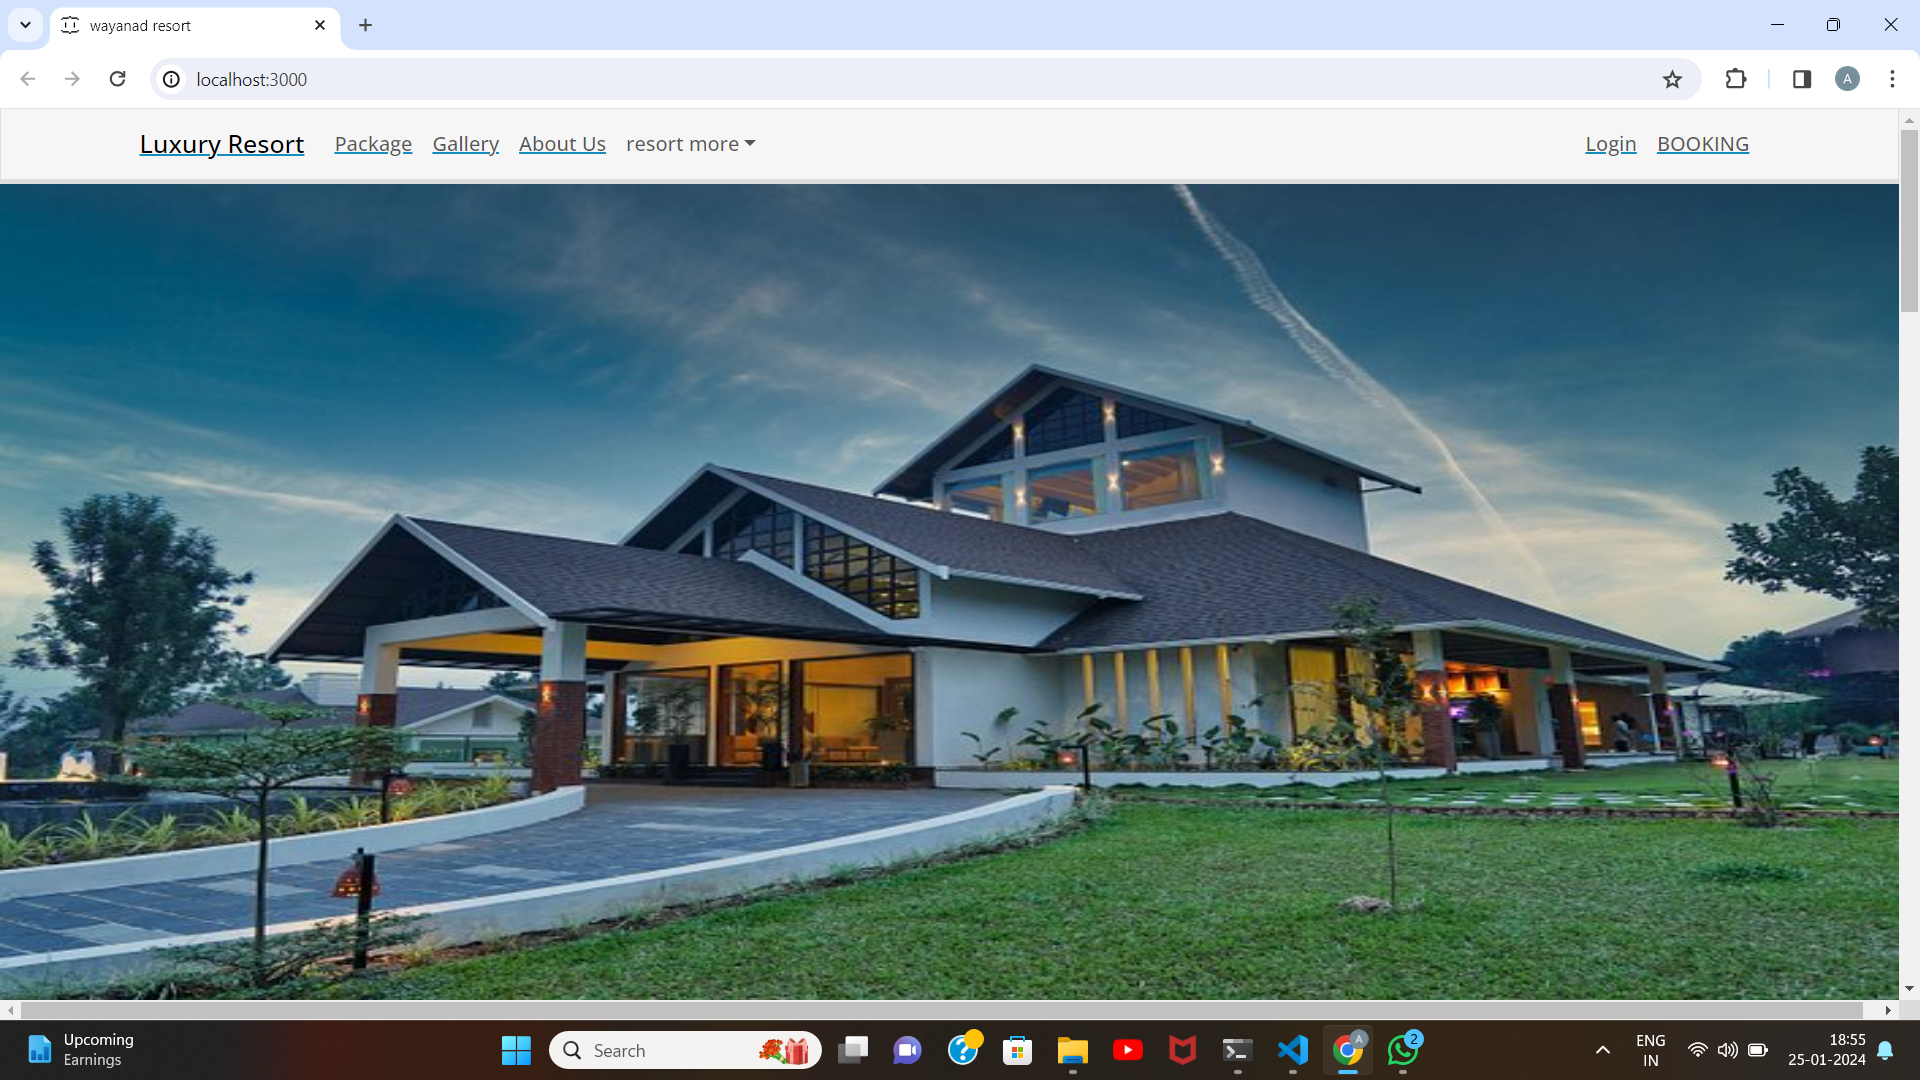 wayanad resort
localhost:3000
A
Luxury Resort Package Gallery About Us resort more Login BOOKING
Upcoming
Earnings
Search
A
2
ENG
IN
18:55
25-01-2024